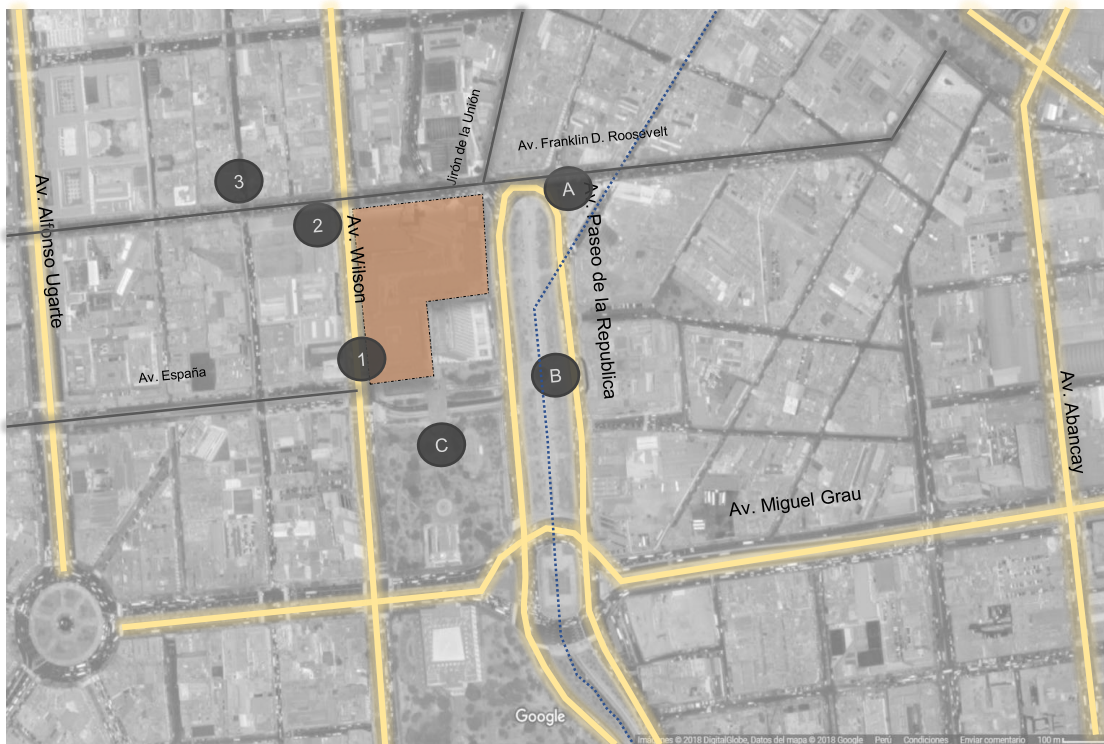 Jirón de la Unión
Av. Franklin D. Roosevelt
3
A
2
Av. Alfonso Ugarte
Av. Wilson
Av. Paseo de la Republica
1
Av. España
B
Av. Abancay
C
Av. Miguel Grau
Google
Imágenes © 2018 DigitalGlobe, Datos del mapa © 2018 Google Perú Condiciones Enviar comentario 100 m